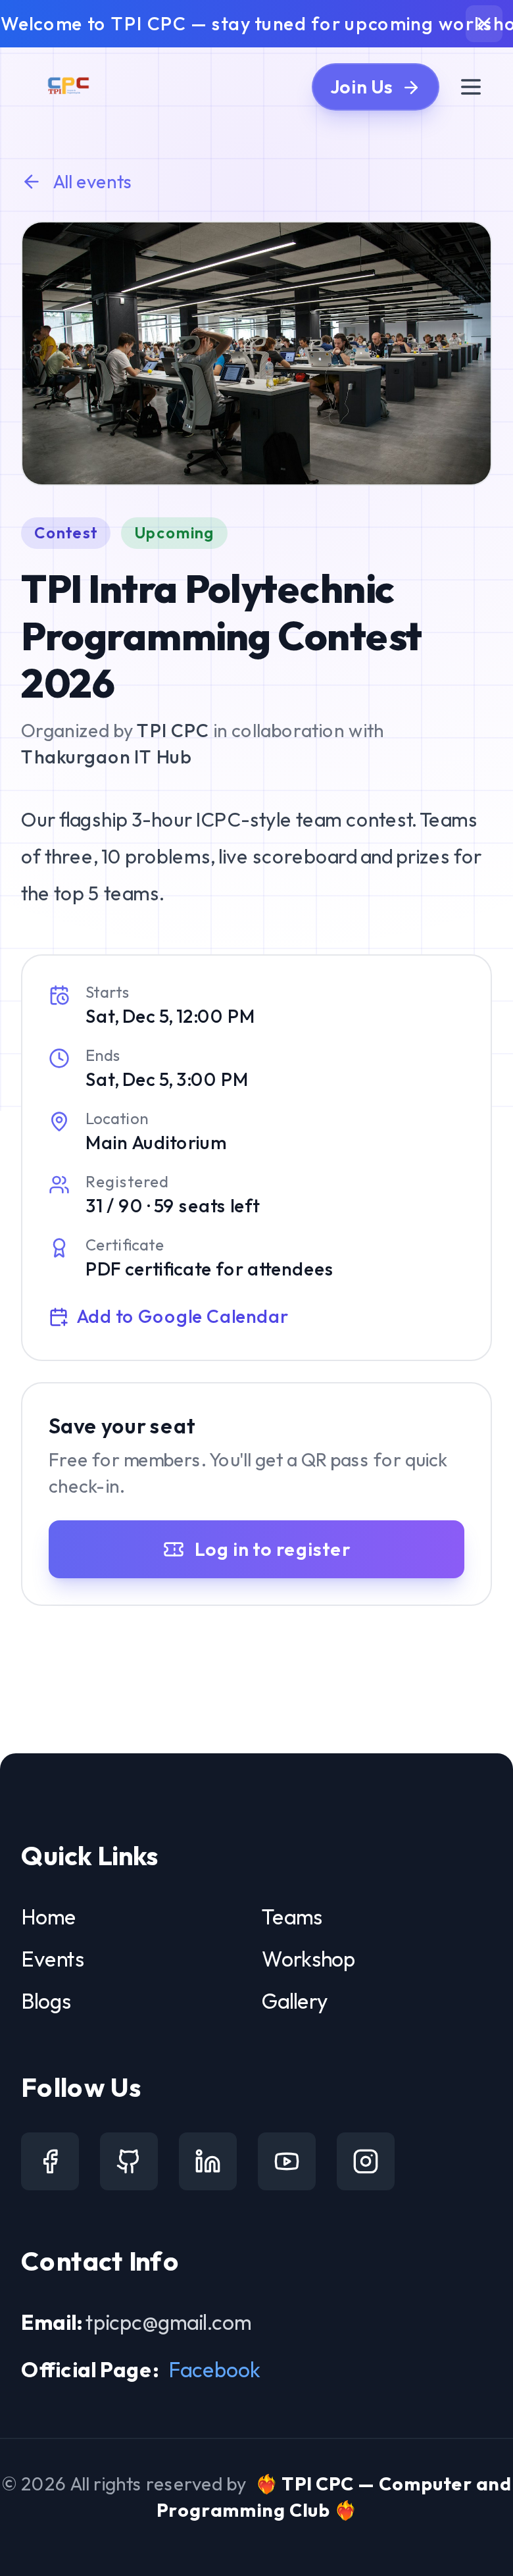 Welcome to TPI CPC — stay tuned for upcoming
CPC
TPI
Join Us
All events
Contest
Upcoming
TPI Intra Polytechnic
Programming Contest
2026
Organized by TPI CPC in collaboration with
Thakurgaon IT Hub
Our flagship 3-hour ICPC-style team contest. Teams
of three, 10 problems, live scoreboard and prizes for
the top 5 teams.
Starts
Sat, Dec 5, 12:00 PM
Ends
Sat, Dec 5, 3:00 PM
Location
Main Auditorium
Registered
31 / 90 · 59 seats left
Certificate
PDF certificate for attendees
Add to Google Calendar
Save your seat
Free for members. You'll get a QR pass for quick
check-in.
Log in to register
Quick Links
Home
Teams
Events
Workshop
Blogs
Gallery
Follow Us
Contact Info
Email: tpicpc@gmail.com
Official Page: Facebook
© 2026 All rights reserved by ❤️‍🔥 TPI CPC — Computer and
Programming Club ❤️‍🔥